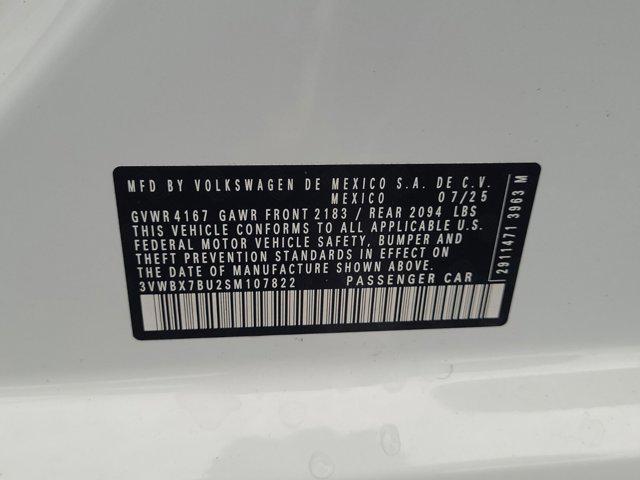 MFD BY VOLKSWAGEN DE MEXICO S.A. DE C.V.
MEXICO 07/25
GVWR 4167 GAWR FRONT 2183 / REAR 2094 LBS
THIS VEHICLE CONFORMS TO ALL APPLICABLE U.S.
FEDERAL MOTOR VEHICLE SAFETY, BUMPER AND
THEFT PREVENTION STANDARDS IN EFFECT ON
THE DATE OF MANUFACTURE SHOWN ABOVE.
3VWBX7BU2SM107822 PASSENGER CAR
2911471 3963 M